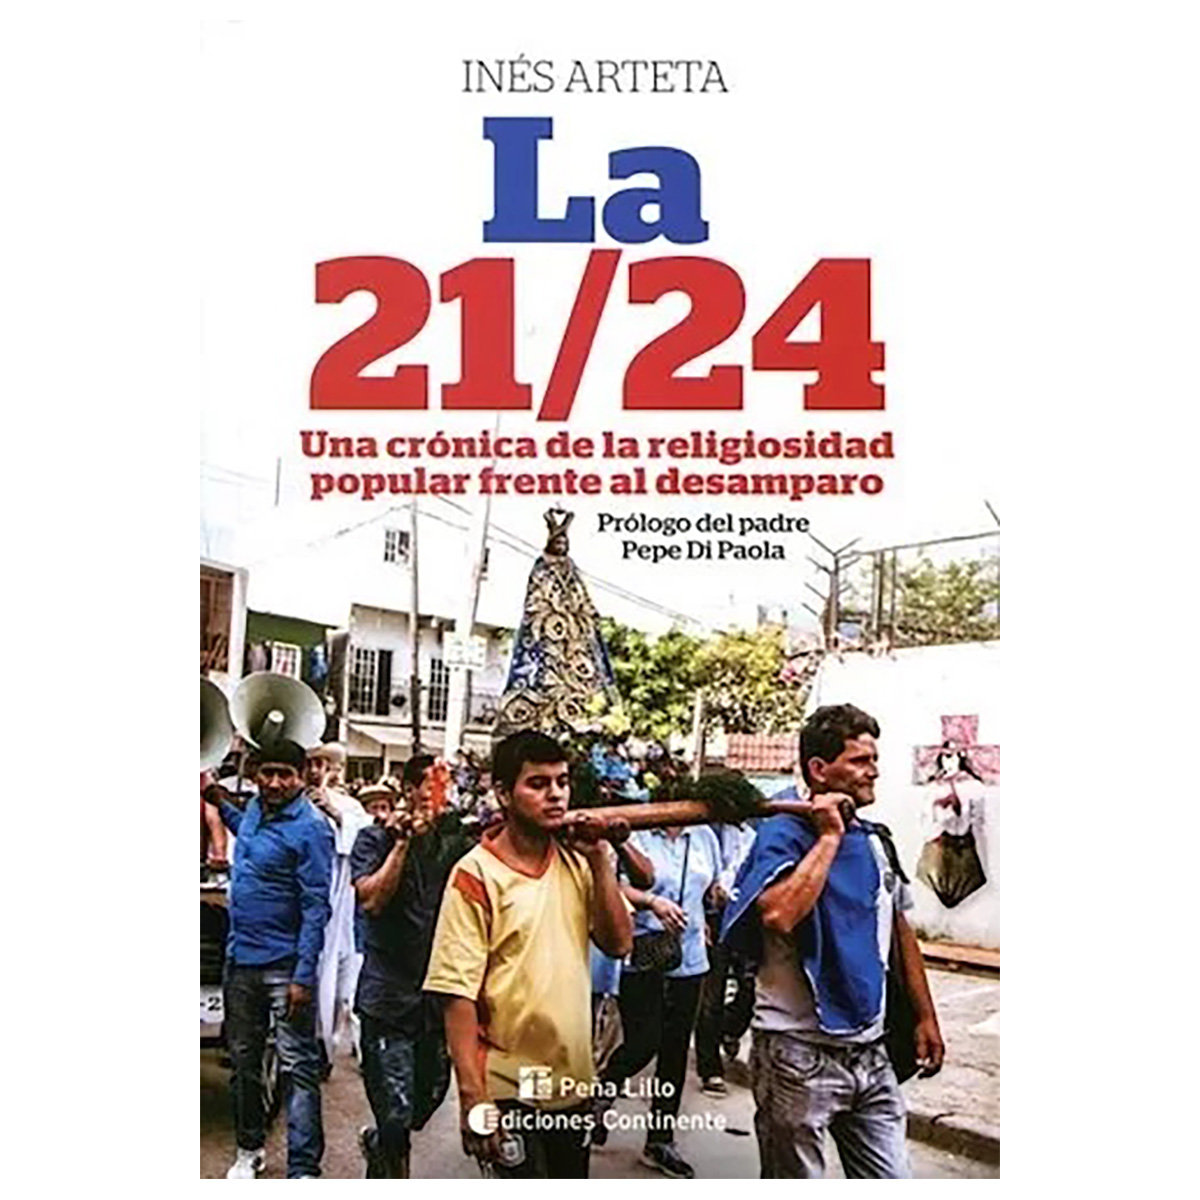 INÉS ARTETA
La
21/24
Una crónica de la religiosidad
popular frente al desamparo
Prólogo del padre
Pepe Di Paola
Peña Lillo
Ediciones Continente
-2